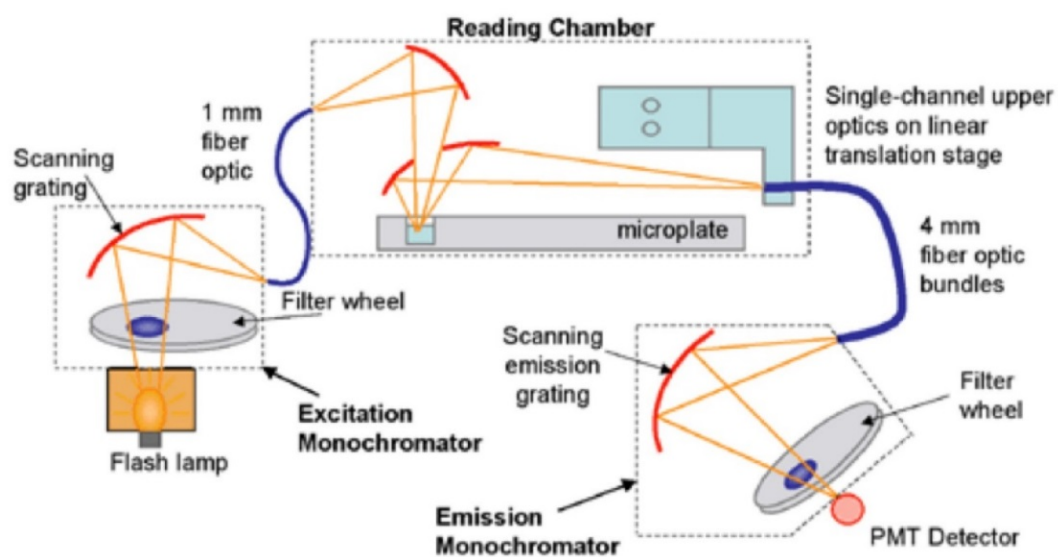 Reading Chamber
1 mm
fiber
optic
Single-channel upper
optics on linear
translation stage
Scanning
grating
microplate
4 mm
fiber optic
bundles
Filter wheel
Scanning
emission
grating
Filter
wheel
Excitation
Monochromator
Flash lamp
Emission
Monochromator
PMT Detector